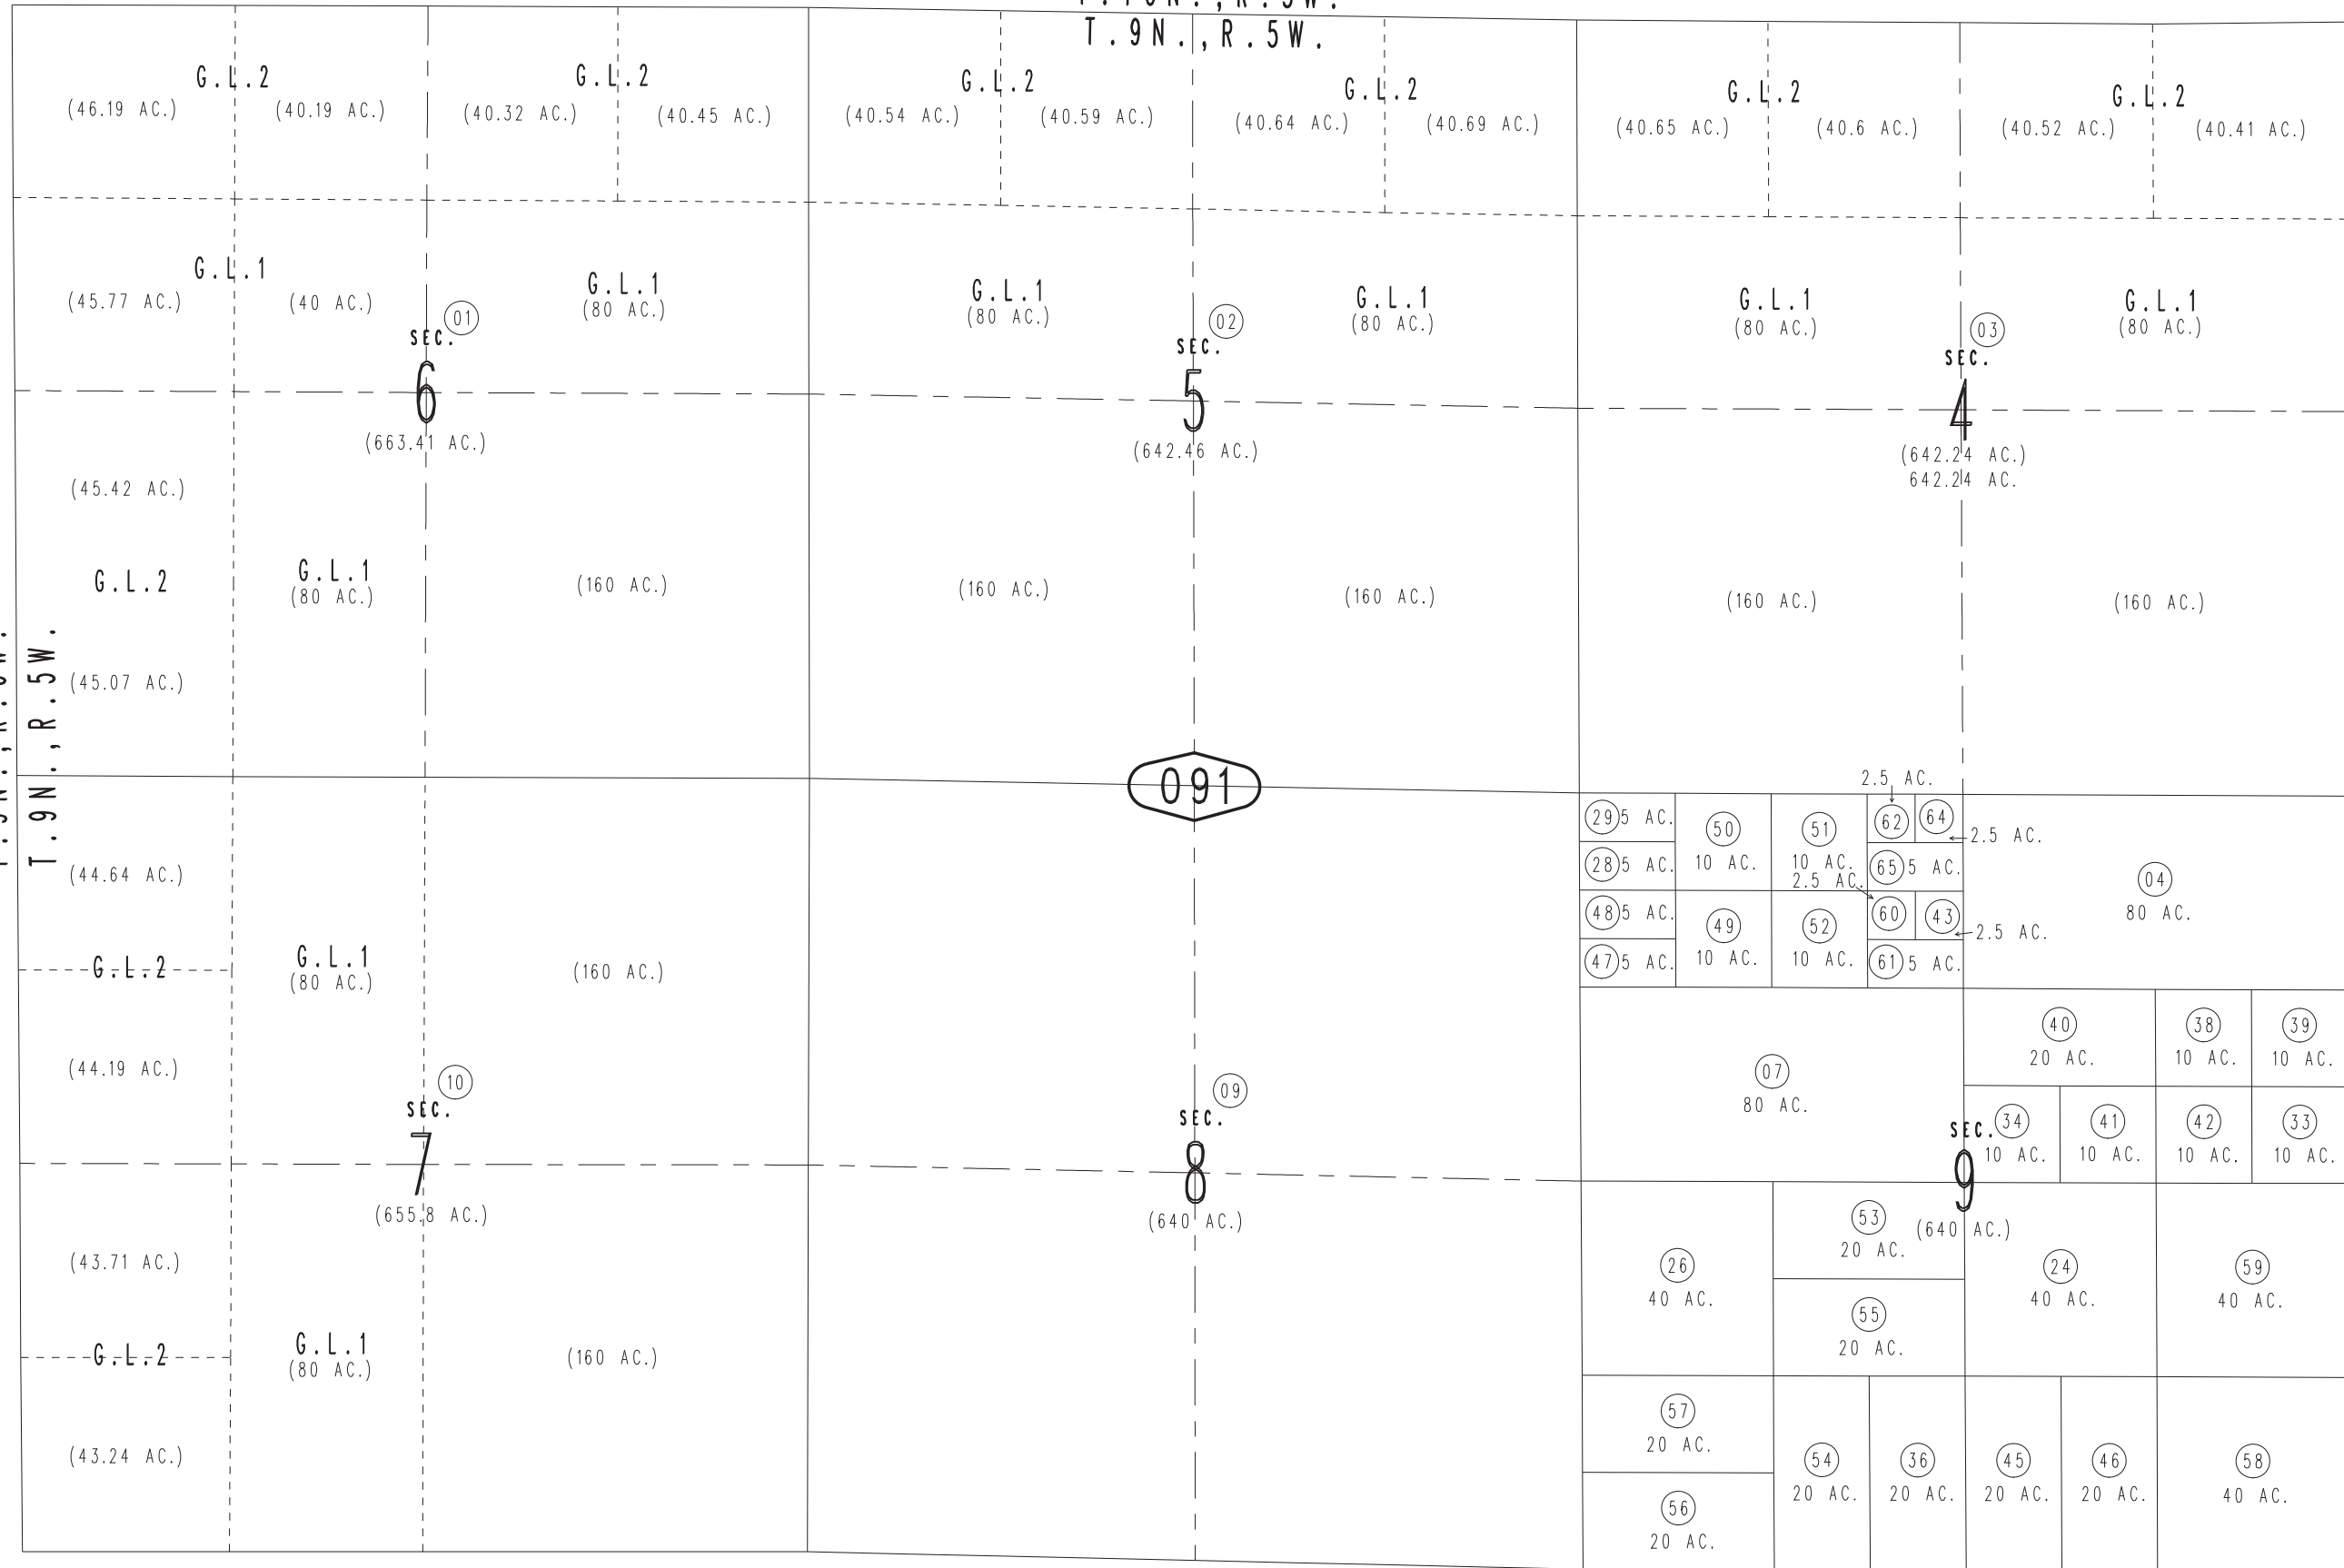 T.9N.,R.5W.
G.L.2
(46.19 AC.) (40.19 AC.)
G.L.2
(40.32 AC.) (40.45 AC.)
G.L.2
(40.54 AC.) (40.59 AC.)
G.L.2
(40.64 AC.) (40.69 AC.)
G.L.2
(40.65 AC.) (40.6 AC.)
G.L.2
(40.52 AC.) (40.41 AC.)
G.L.1
(45.77 AC.) (40 AC.)
G.L.1
(80 AC.)
G.L.1
(80 AC.)
G.L.1
(80 AC.)
G.L.1
(80 AC.)
G.L.1
(80 AC.)
01
SEC.
6
(663.41 AC.)
02
SEC.
5
(642.46 AC.)
03
SEC.
4
(642.24 AC.)
642.24 AC.
(45.42 AC.)
G.L.2
(45.07 AC.)
G.L.1
(80 AC.)
(160 AC.)
(160 AC.)
(160 AC.)
(160 AC.)
(160 AC.)
T.9N.,R.5W.
091
(44.64 AC.)
G.L.2
(44.19 AC.)
G.L.1
(80 AC.)
(160 AC.)
10
SEC.
7
(655.8 AC.)
(43.71 AC.)
G.L.2
(43.24 AC.)
G.L.1
(80 AC.)
(160 AC.)
09
SEC.
8
(640 AC.)
2.5 AC.
29 5 AC.
28 5 AC.
48 5 AC.
47 5 AC.
50
10 AC.
49
10 AC.
51
10 AC.
2.5 AC.
52
10 AC.
62
64
2.5 AC.
65 5 AC.
60
43
2.5 AC.
61 5 AC.
04
80 AC.
07
80 AC.
40
20 AC.
38
10 AC.
39
10 AC.
34
10 AC.
41
10 AC.
42
10 AC.
33
10 AC.
SEC.
9
(640 AC.)
26
40 AC.
53
20 AC.
55
20 AC.
24
40 AC.
59
40 AC.
57
20 AC.
56
20 AC.
54
20 AC.
36
20 AC.
45
20 AC.
46
20 AC.
58
40 AC.